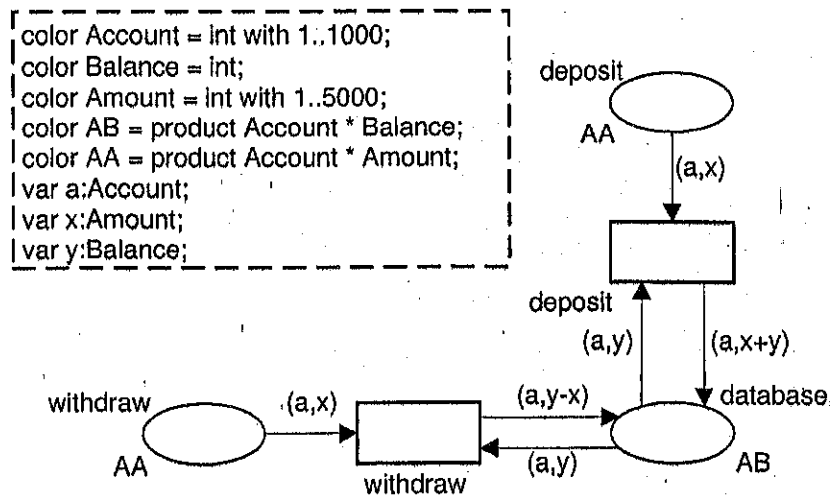 color Account = int with 1..1000;
color Balance = int;
color Amount = int with 1..5000;
color AB = product Account * Balance;
color AA = product Account * Amount;
var a:Account;
var x:Amount;
var y:Balance;
deposit
AA
(a,x)
deposit
(a,y)
(a,x+y)
withdraw
(a,x)
(a,y-x)
database
AA
(a,y)
AB
withdraw